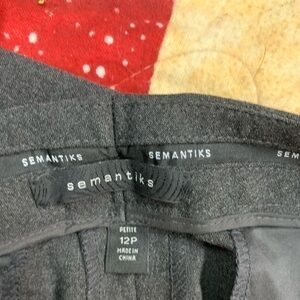 SEMANTIKS
SEMANTIKS
SEM
semantiks
PETITE
12P
MADE IN
CHINA